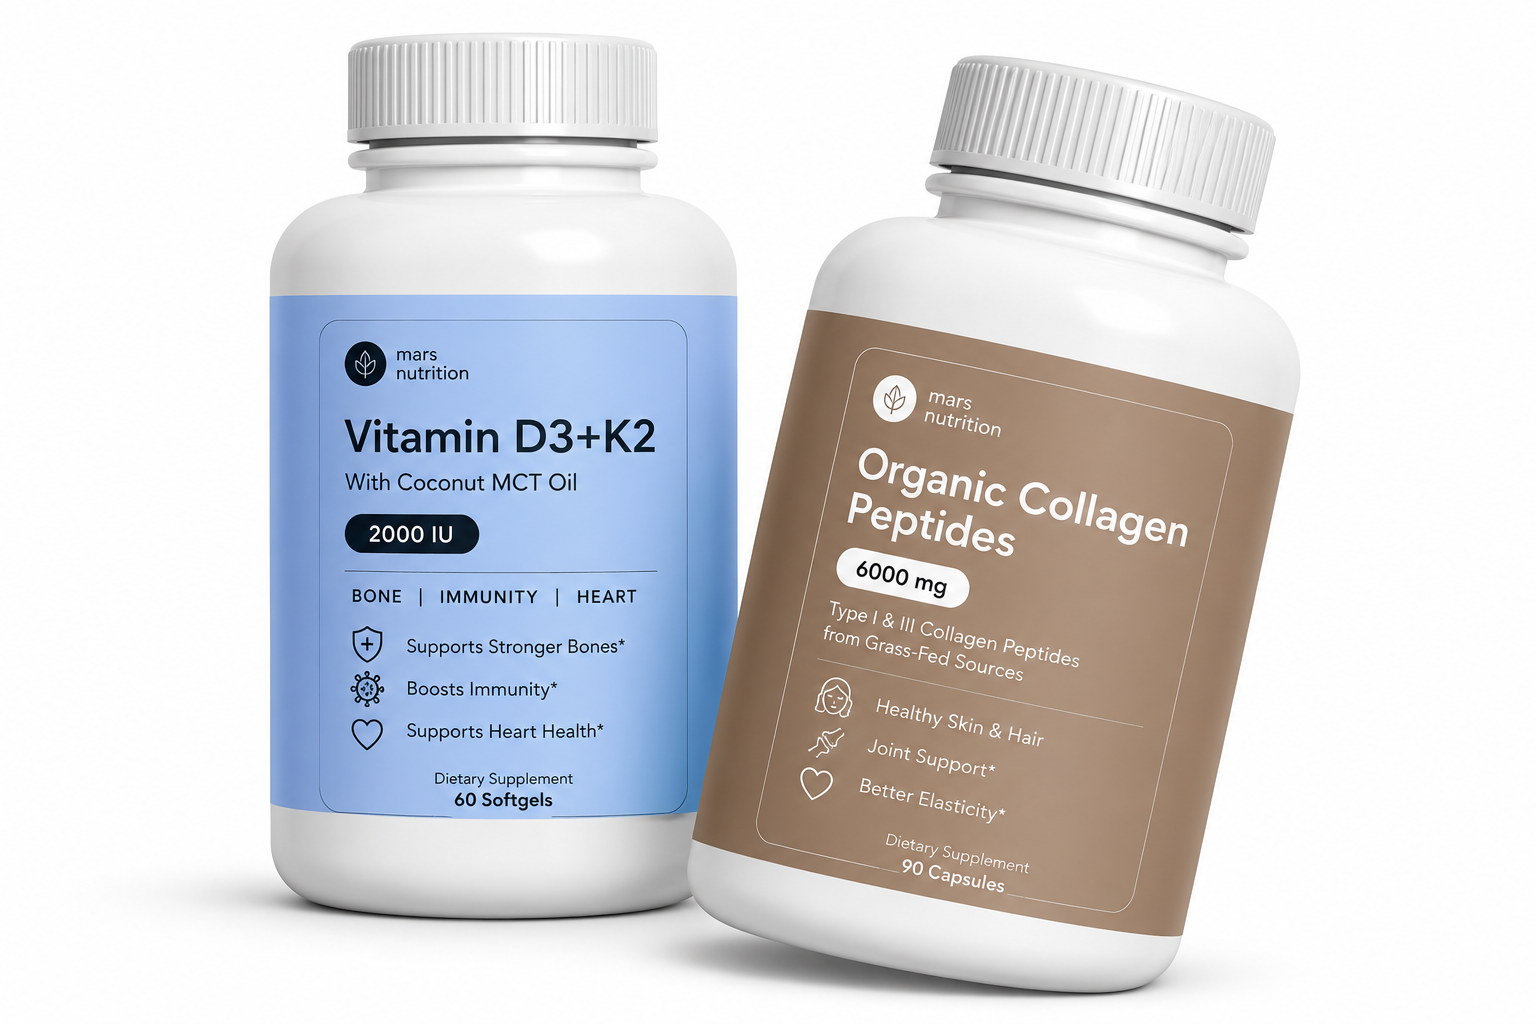 mars
nutrition
Vitamin D3+K2
With Coconut MCT Oil
2000 IU
BONE | IMMUNITY | HEART
Supports Stronger Bones*
Boosts Immunity*
Supports Heart Health*
Dietary Supplement
60 Softgels
mars
nutrition
Organic Collagen
Peptides
6000 mg
Type I & III Collagen Peptides
from Grass-Fed Sources
Healthy Skin & Hair
Joint Support*
Better Elasticity*
Dietary Supplement
90 Capsules